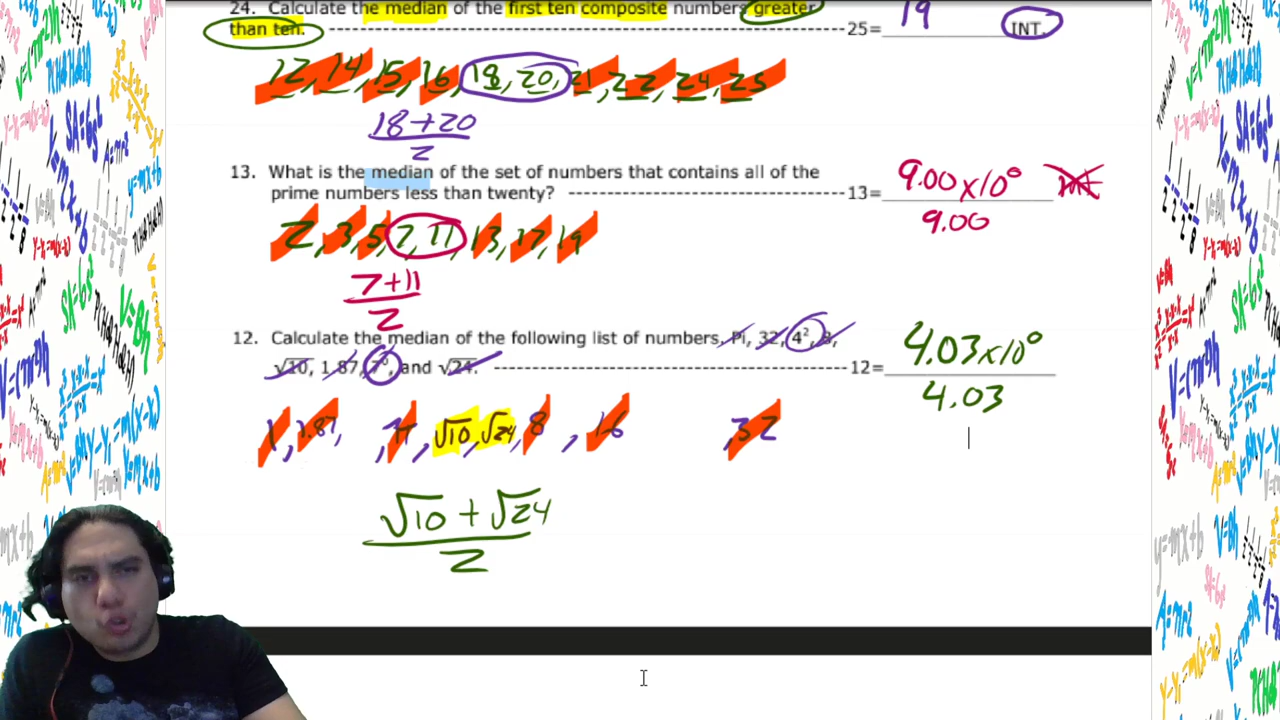 24. Calculate the median of the first ten composite numbers greater
than ten. ---------- 25= 19 INT.
12, 14, 15, 16, 18, 20, 21, 22, 24, 25
18+20
2
13. What is the median of the set of numbers that contains all of the
prime numbers less than twenty? ---------- 13= 9.00x10⁰ INT
9.00
2, 3, 5, 7, 11, 13, 17, 19
7+11
2
12. Calculate the median of the following list of numbers, Pi, 32, 4², 8,
√10, 1.87, 7⁰, and √24. ---------- 12= 4.03x10⁰
4.03
1, 1.87, π, √10, √24, 8, 16, 32
√10 + √24
2